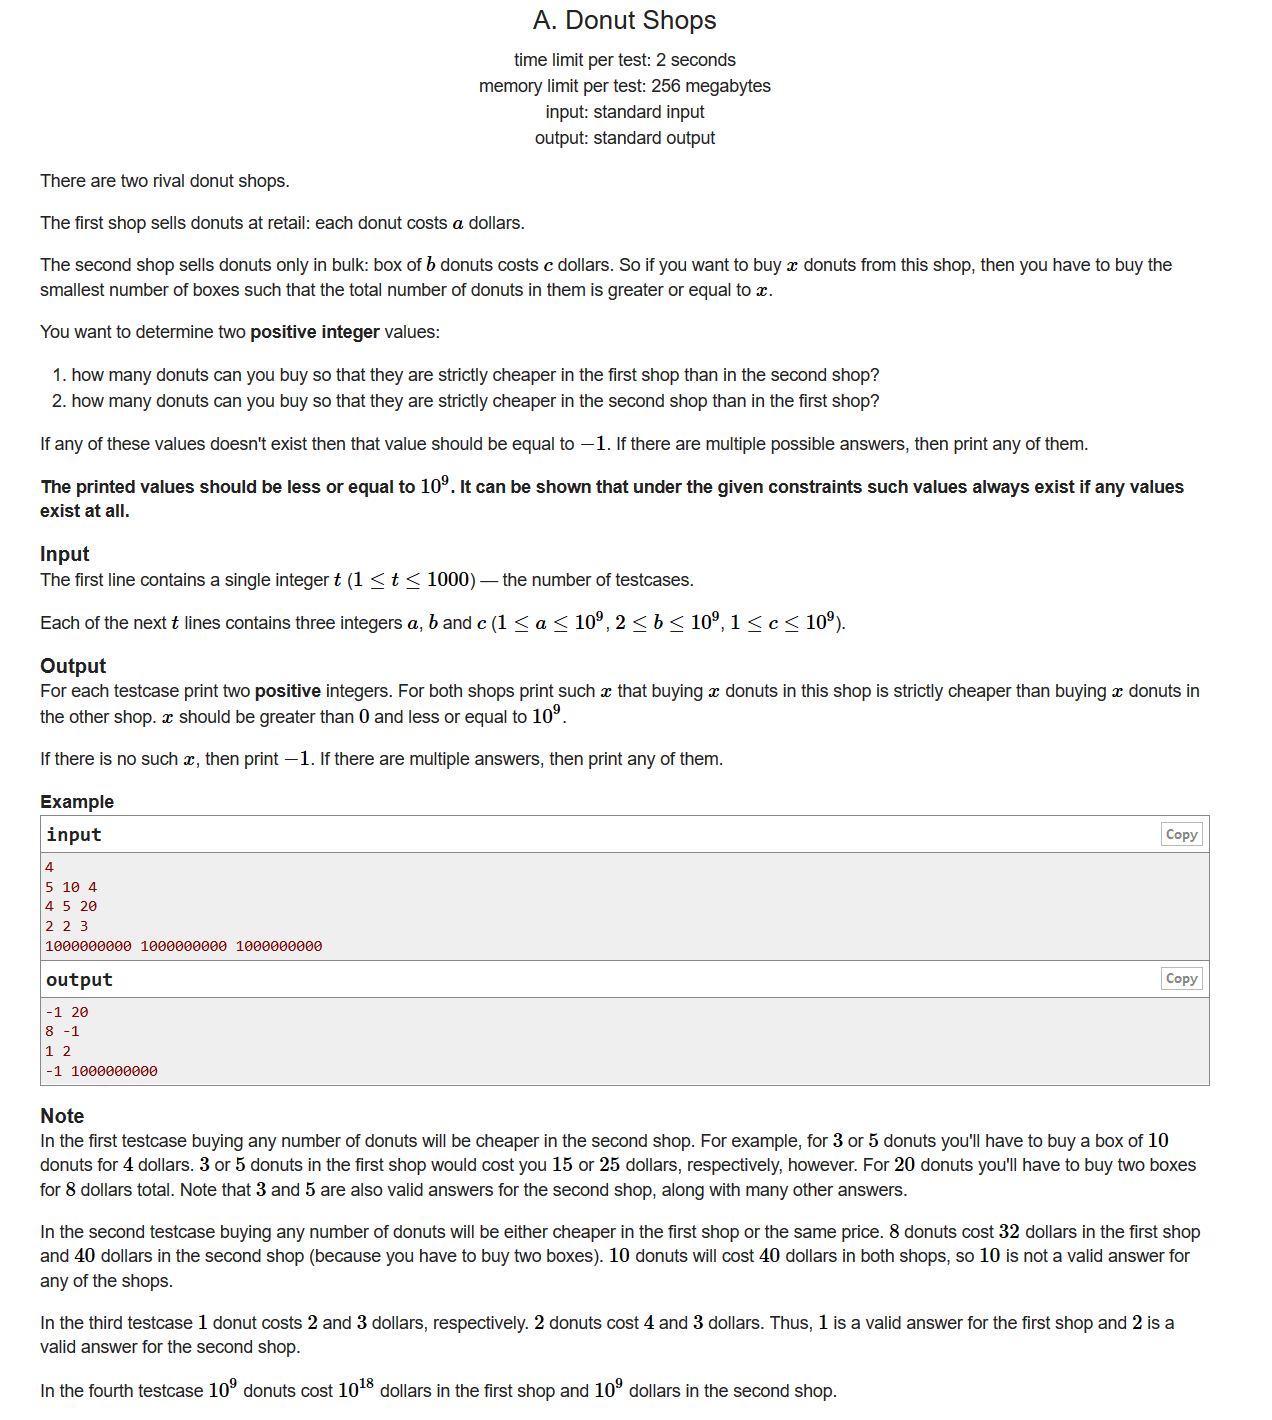 A. Donut Shops
time limit per test: 2 seconds
memory limit per test: 256 megabytes
input: standard input
output: standard output
There are two rival donut shops.
The first shop sells donuts at retail: each donut costs a dollars.
The second shop sells donuts only in bulk: box of b donuts costs c dollars. So if you want to buy x donuts from this shop, then you have to buy the
smallest number of boxes such that the total number of donuts in them is greater or equal to x.
You want to determine two positive integer values:
1. how many donuts can you buy so that they are strictly cheaper in the first shop than in the second shop?
2. how many donuts can you buy so that they are strictly cheaper in the second shop than in the first shop?
If any of these values doesn't exist then that value should be equal to −1. If there are multiple possible answers, then print any of them.
The printed values should be less or equal to 10⁹. It can be shown that under the given constraints such values always exist if any values
exist at all.
Input
The first line contains a single integer t (1 ≤ t ≤ 1000) — the number of testcases.
Each of the next t lines contains three integers a, b and c (1 ≤ a ≤ 10⁹, 2 ≤ b ≤ 10⁹, 1 ≤ c ≤ 10⁹).
Output
For each testcase print two positive integers. For both shops print such x that buying x donuts in this shop is strictly cheaper than buying x donuts in
the other shop. x should be greater than 0 and less or equal to 10⁹.
If there is no such x, then print −1. If there are multiple answers, then print any of them.
Example
input
Copy
4
5 10 4
4 5 20
2 2 3
1000000000 1000000000 1000000000
output
Copy
-1 20
8 -1
1 2
-1 1000000000
Note
In the first testcase buying any number of donuts will be cheaper in the second shop. For example, for 3 or 5 donuts you'll have to buy a box of 10
donuts for 4 dollars. 3 or 5 donuts in the first shop would cost you 15 or 25 dollars, respectively, however. For 20 donuts you'll have to buy two boxes
for 8 dollars total. Note that 3 and 5 are also valid answers for the second shop, along with many other answers.
In the second testcase buying any number of donuts will be either cheaper in the first shop or the same price. 8 donuts cost 32 dollars in the first shop
and 40 dollars in the second shop (because you have to buy two boxes). 10 donuts will cost 40 dollars in both shops, so 10 is not a valid answer for
any of the shops.
In the third testcase 1 donut costs 2 and 3 dollars, respectively. 2 donuts cost 4 and 3 dollars. Thus, 1 is a valid answer for the first shop and 2 is a
valid answer for the second shop.
In the fourth testcase 10⁹ donuts cost 10¹⁸ dollars in the first shop and 10⁹ dollars in the second shop.